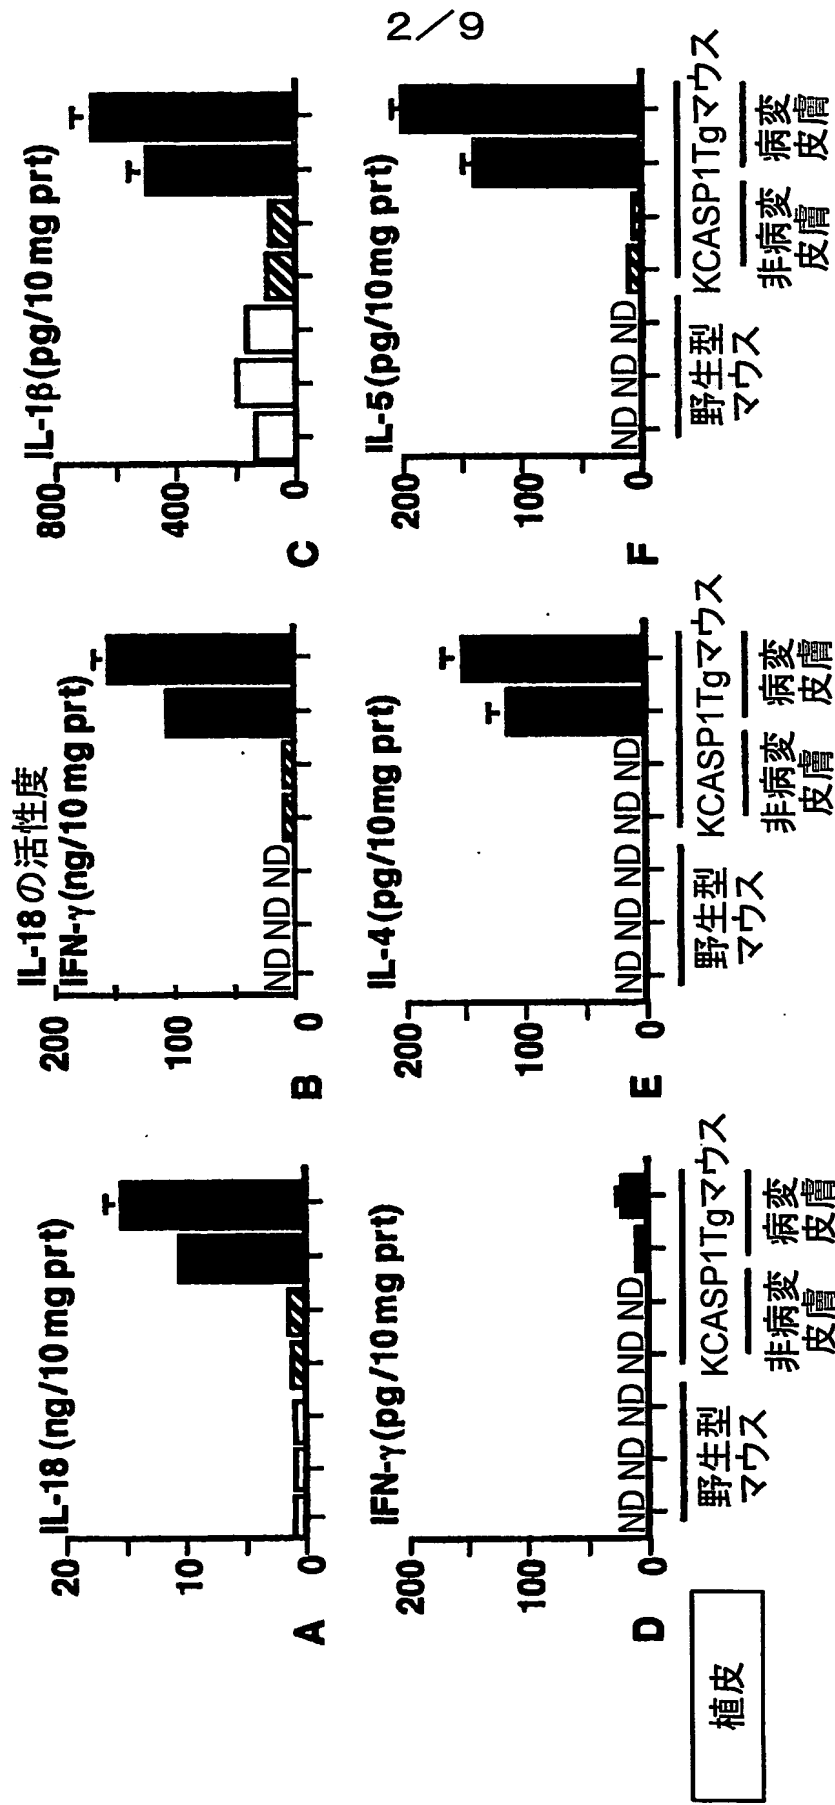 2／9
A
IL-18 (ng/10 mg prt)
20
10
0
B
IL-18 の活性度
IFN-γ (ng/10 mg prt)
200
100
0
ND ND ND
C
IL-1β (pg/10 mg prt)
800
400
0
D
IFN-γ (pg/10 mg prt)
200
100
0
ND ND ND ND ND
野生型
マウス
KCASP1Tgマウス
非病変
皮膚
病変
皮膚
E
IL-4 (pg/10mg prt)
200
100
0
ND ND ND ND ND
野生型
マウス
KCASP1Tgマウス
非病変
皮膚
病変
皮膚
F
IL-5 (pg/10mg prt)
200
100
0
ND ND ND
野生型
マウス
KCASP1Tgマウス
非病変
皮膚
病変
皮膚
植皮